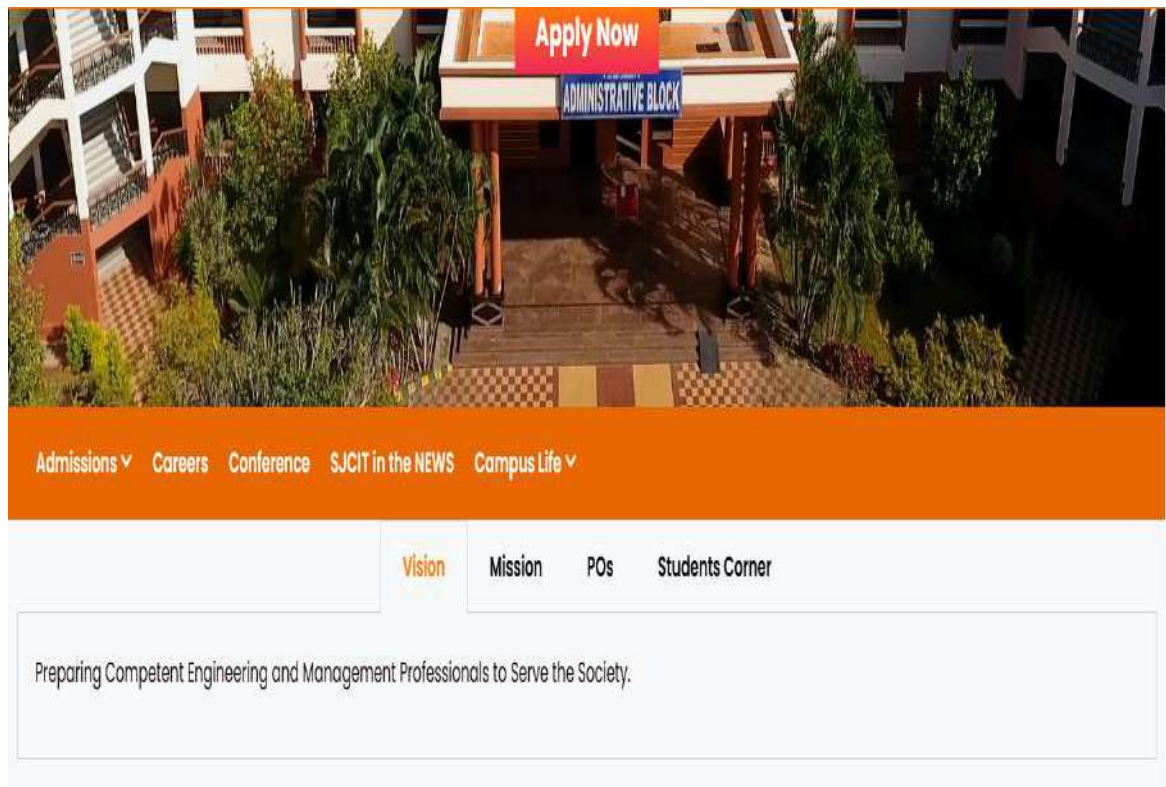 Apply Now
ADMINISTRATIVE BLOCK
Admissions Careers Conference SJCIT in the NEWS Campus Life
Vision Mission POs Students Corner
Preparing Competent Engineering and Management Professionals to Serve the Society.